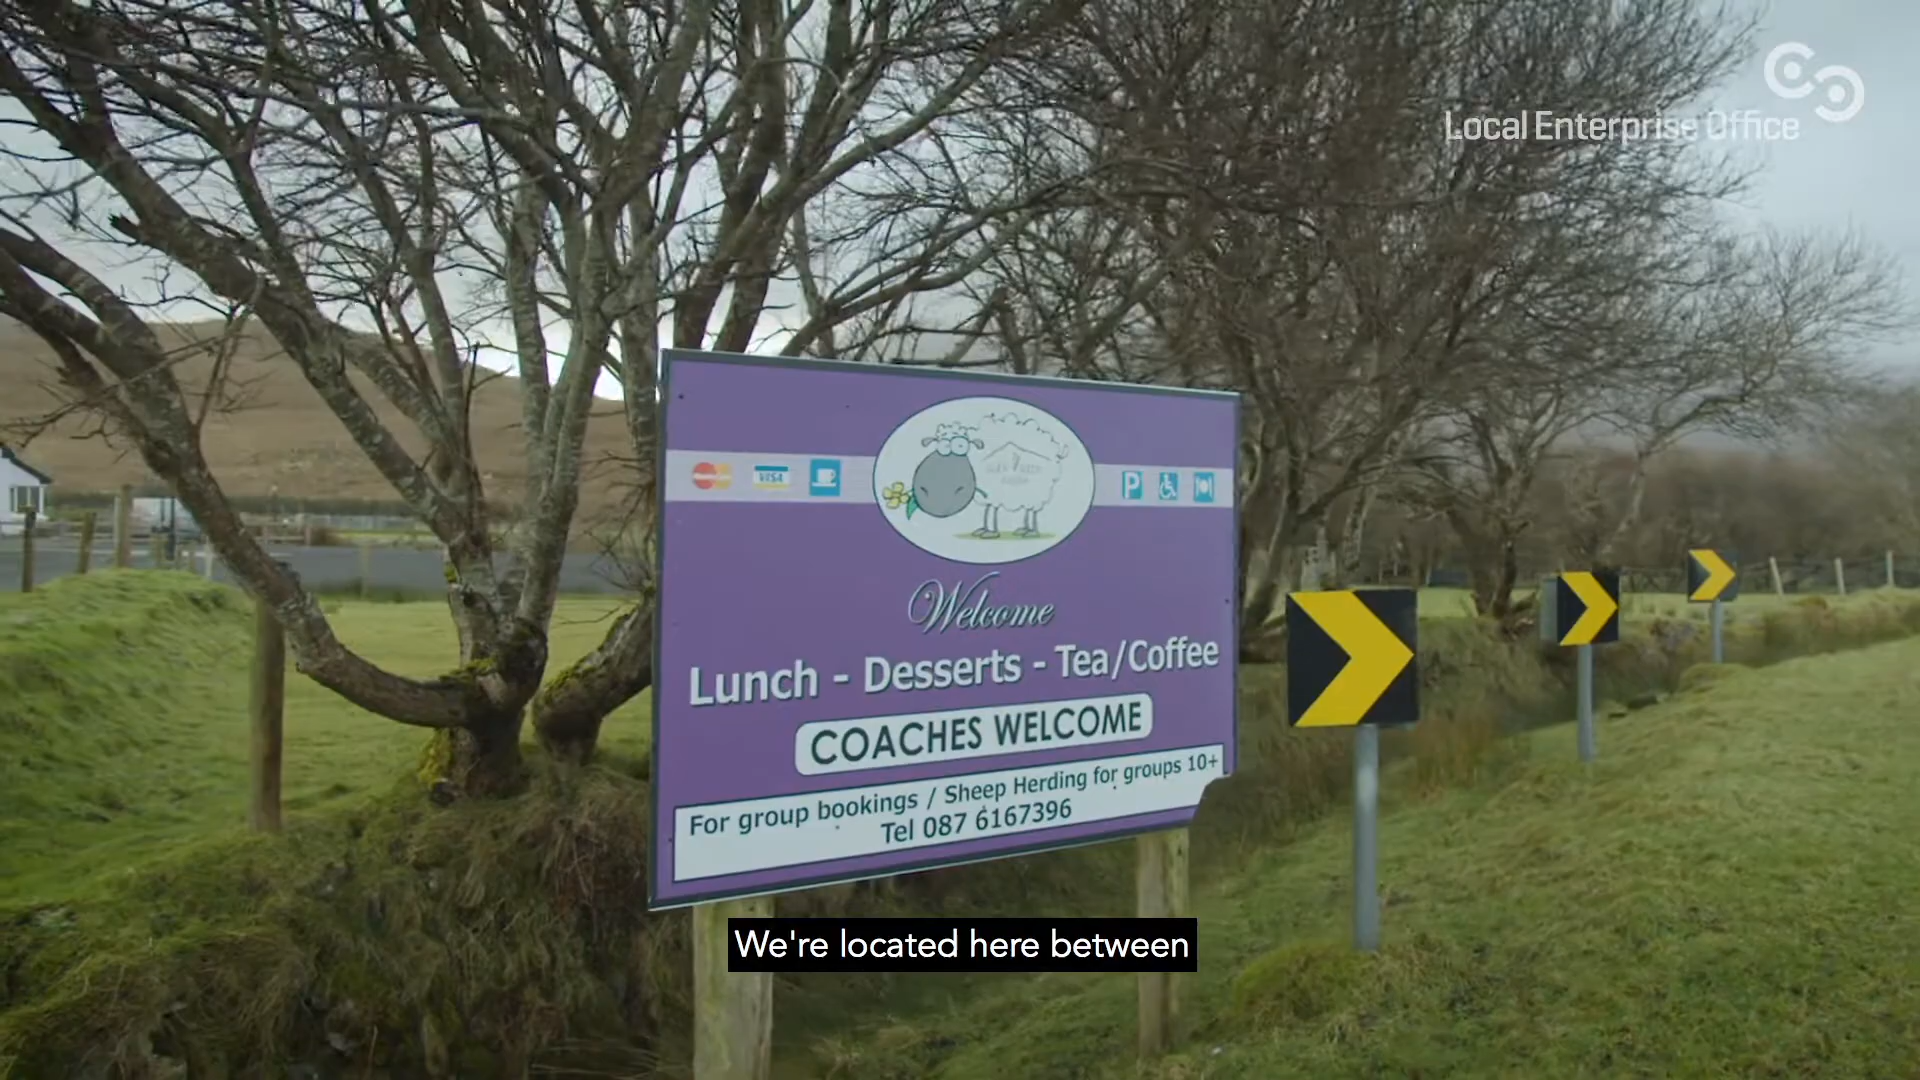 Local Enterprise Office
VISA
P
Welcome
Lunch - Desserts - Tea/Coffee
COACHES WELCOME
For group bookings / Sheep Herding for groups 10+
Tel 087 6167396
We're located here between